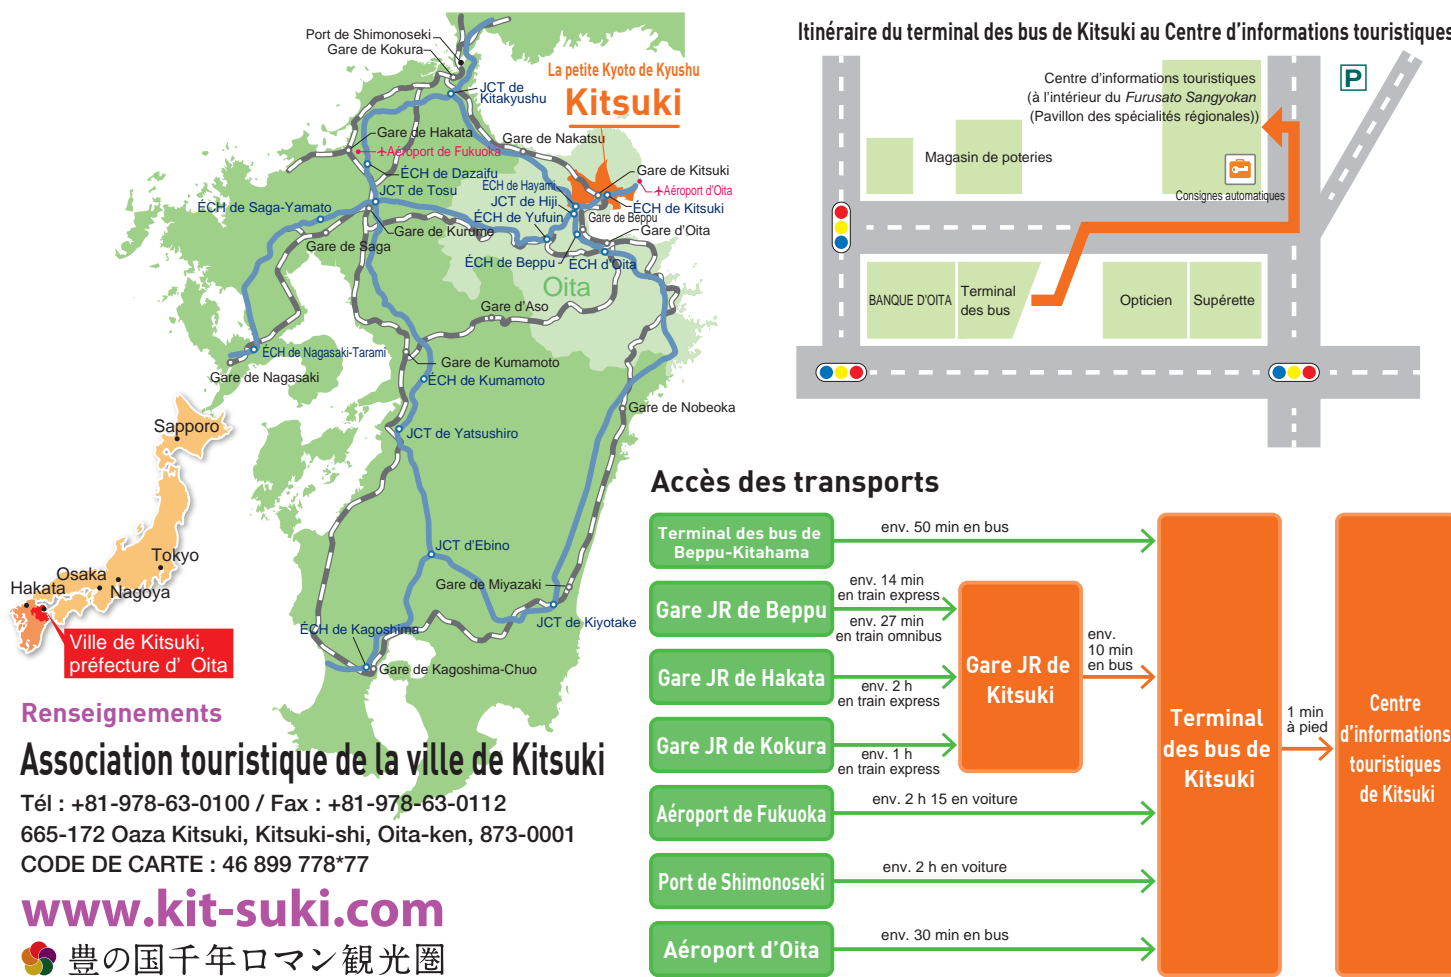 Port de Shimonoseki
Gare de Kokura
La petite Kyoto de Kyushu
Kitsuki
JCT de
Kitakyushu
Gare de Hakata
Aéroport de Fukuoka
Gare de Nakatsu
ÉCH de Dazaifu
JCT de Tosu
ÉCH de Hayami
Gare de Kitsuki
Aéroport d'Oita
ÉCH de Saga-Yamato
JCT de Hiji
ÉCH de Kitsuki
ÉCH de Yufuin
Gare de Beppu
Gare de Kurume
Gare d'Oita
Gare de Saga
ÉCH de Beppu
ÉCH d'Oita
Oita
Gare d'Aso
ÉCH de Nagasaki-Tarami
Gare de Kumamoto
Gare de Nagasaki
ÉCH de Kumamoto
Gare de Nobeoka
JCT de Yatsushiro
JCT d'Ebino
Gare de Miyazaki
JCT de Kiyotake
ÉCH de Kagoshima
Gare de Kagoshima-Chuo
Sapporo
Tokyo
Osaka
Nagoya
Hakata
Ville de Kitsuki,
préfecture d' Oita
Renseignements
Association touristique de la ville de Kitsuki
Tél : +81-978-63-0100 / Fax : +81-978-63-0112
665-172 Oaza Kitsuki, Kitsuki-shi, Oita-ken, 873-0001
CODE DE CARTE : 46 899 778*77
www.kit-suki.com
豊の国千年ロマン観光圏
Itinéraire du terminal des bus de Kitsuki au Centre d'informations touristiques
Centre d'informations touristiques
(à l'intérieur du Furusato Sangyokan
(Pavillon des spécialités régionales))
P
Magasin de poteries
Consignes automatiques
BANQUE D'OITA
Terminal
des bus
Opticien
Supérette
Accès des transports
Terminal des bus de
Beppu-Kitahama
env. 50 min en bus
Gare JR de Beppu
env. 14 min
en train express
env. 27 min
en train omnibus
Gare JR de Hakata
env. 2 h
en train express
Gare JR de Kokura
env. 1 h
en train express
Gare JR de
Kitsuki
env.
10 min
en bus
Aéroport de Fukuoka
env. 2 h 15 en voiture
Port de Shimonoseki
env. 2 h en voiture
Aéroport d'Oita
env. 30 min en bus
Terminal
des bus de
Kitsuki
1 min
à pied
Centre
d'informations
touristiques
de Kitsuki